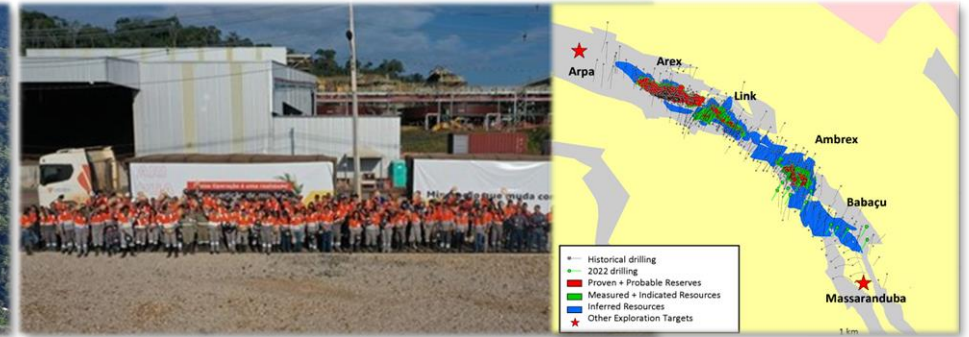 Arpa
Arex
Link
Ambrex
Babaçu
Massaranduba
Historical drilling
2022 drilling
Proven + Probable Reserves
Measured + Indicated Resources
Inferred Resources
Other Exploration Targets
1 km